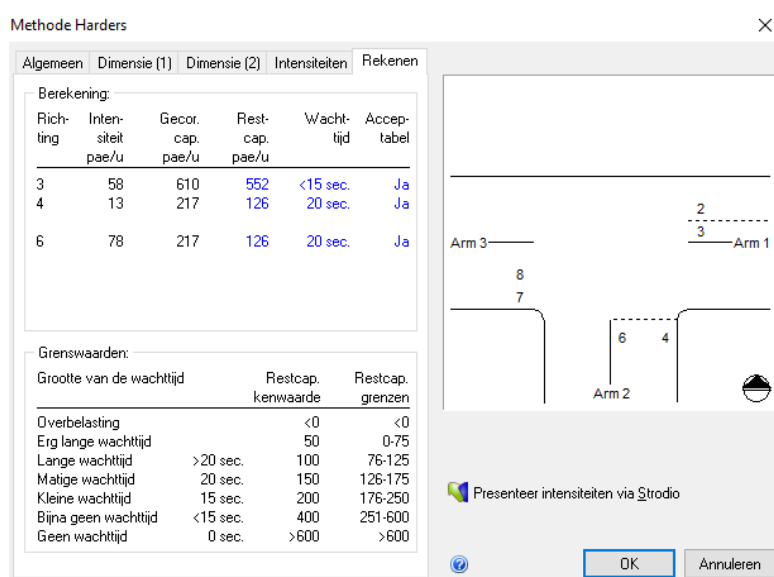 Methode Harders
Algemeen Dimensie (1) Dimensie (2) Intensiteiten Rekenen
Berekening:
Rich- Inten- Gecor. Rest- Wacht- Accep-
ting siteit cap. cap. tijd tabel
pae/u pae/u pae/u
3 58 610 552 <15 sec. Ja
4 13 217 126 20 sec. Ja
6 78 217 126 20 sec. Ja
Grenswaarden:
Grootte van de wachttijd Restcap. Restcap.
kenwaarde grenzen
Overbelasting <0 <0
Erg lange wachttijd 50 0-75
Lange wachttijd >20 sec. 100 76-125
Matige wachttijd 20 sec. 150 126-175
Kleine wachttijd 15 sec. 200 176-250
Bijna geen wachttijd <15 sec. 400 251-600
Geen wachttijd 0 sec. >600 >600
2
3
Arm 3 Arm 1
8
7
6 4
Arm 2
Presenteer intensiteiten via Strodio
? OK Annuleren